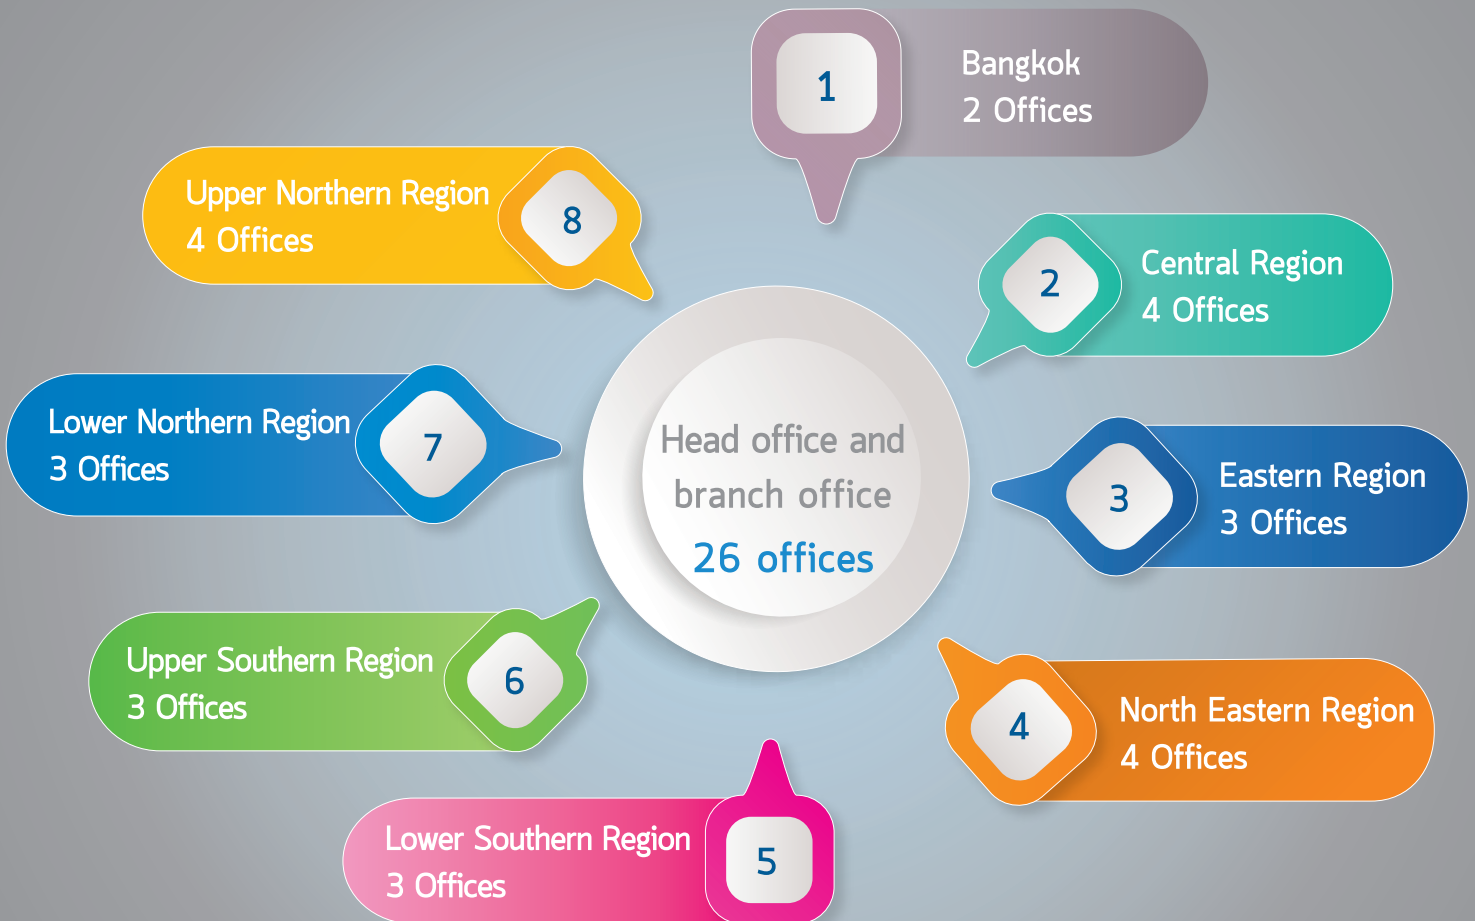 1
Bangkok
2 Offices
2
Central Region
4 Offices
3
Eastern Region
3 Offices
4
North Eastern Region
4 Offices
5
Lower Southern Region
3 Offices
6
Upper Southern Region
3 Offices
7
Lower Northern Region
3 Offices
8
Upper Northern Region
4 Offices
Head office and
branch office
26 offices